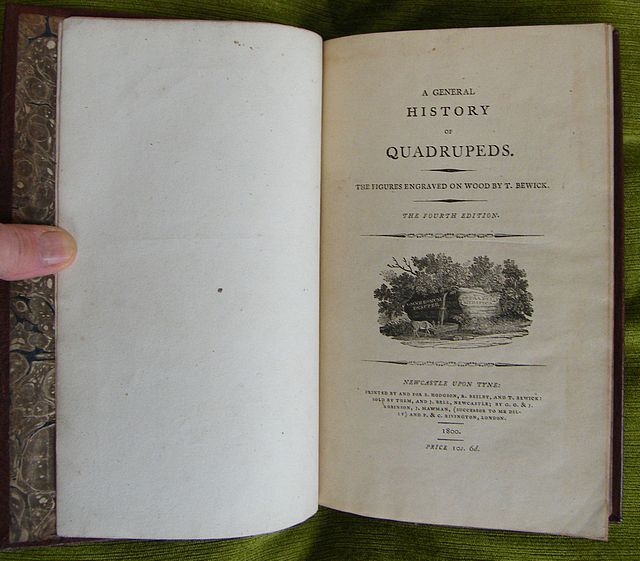 A GENERAL
HISTORY
OF
QUADRUPEDS.
THE FIGURES ENGRAVED ON WOOD BY T. BEWICK.
THE FOURTH EDITION.
NEWCASTLE UPON TYNE:
PRINTED BY AND FOR S. HODGSON, R. BEILBY, AND T. BEWICK:
SOLD BY THEM, AND J. BELL, NEWCASTLE; BY G. G. & J.
ROBINSON, J. MAWMAN, (SUCCESSOR TO MR DIL-
LY) AND F. & C. RIVINGTON, LONDON.
1800.
PRICE 10s. 6d.